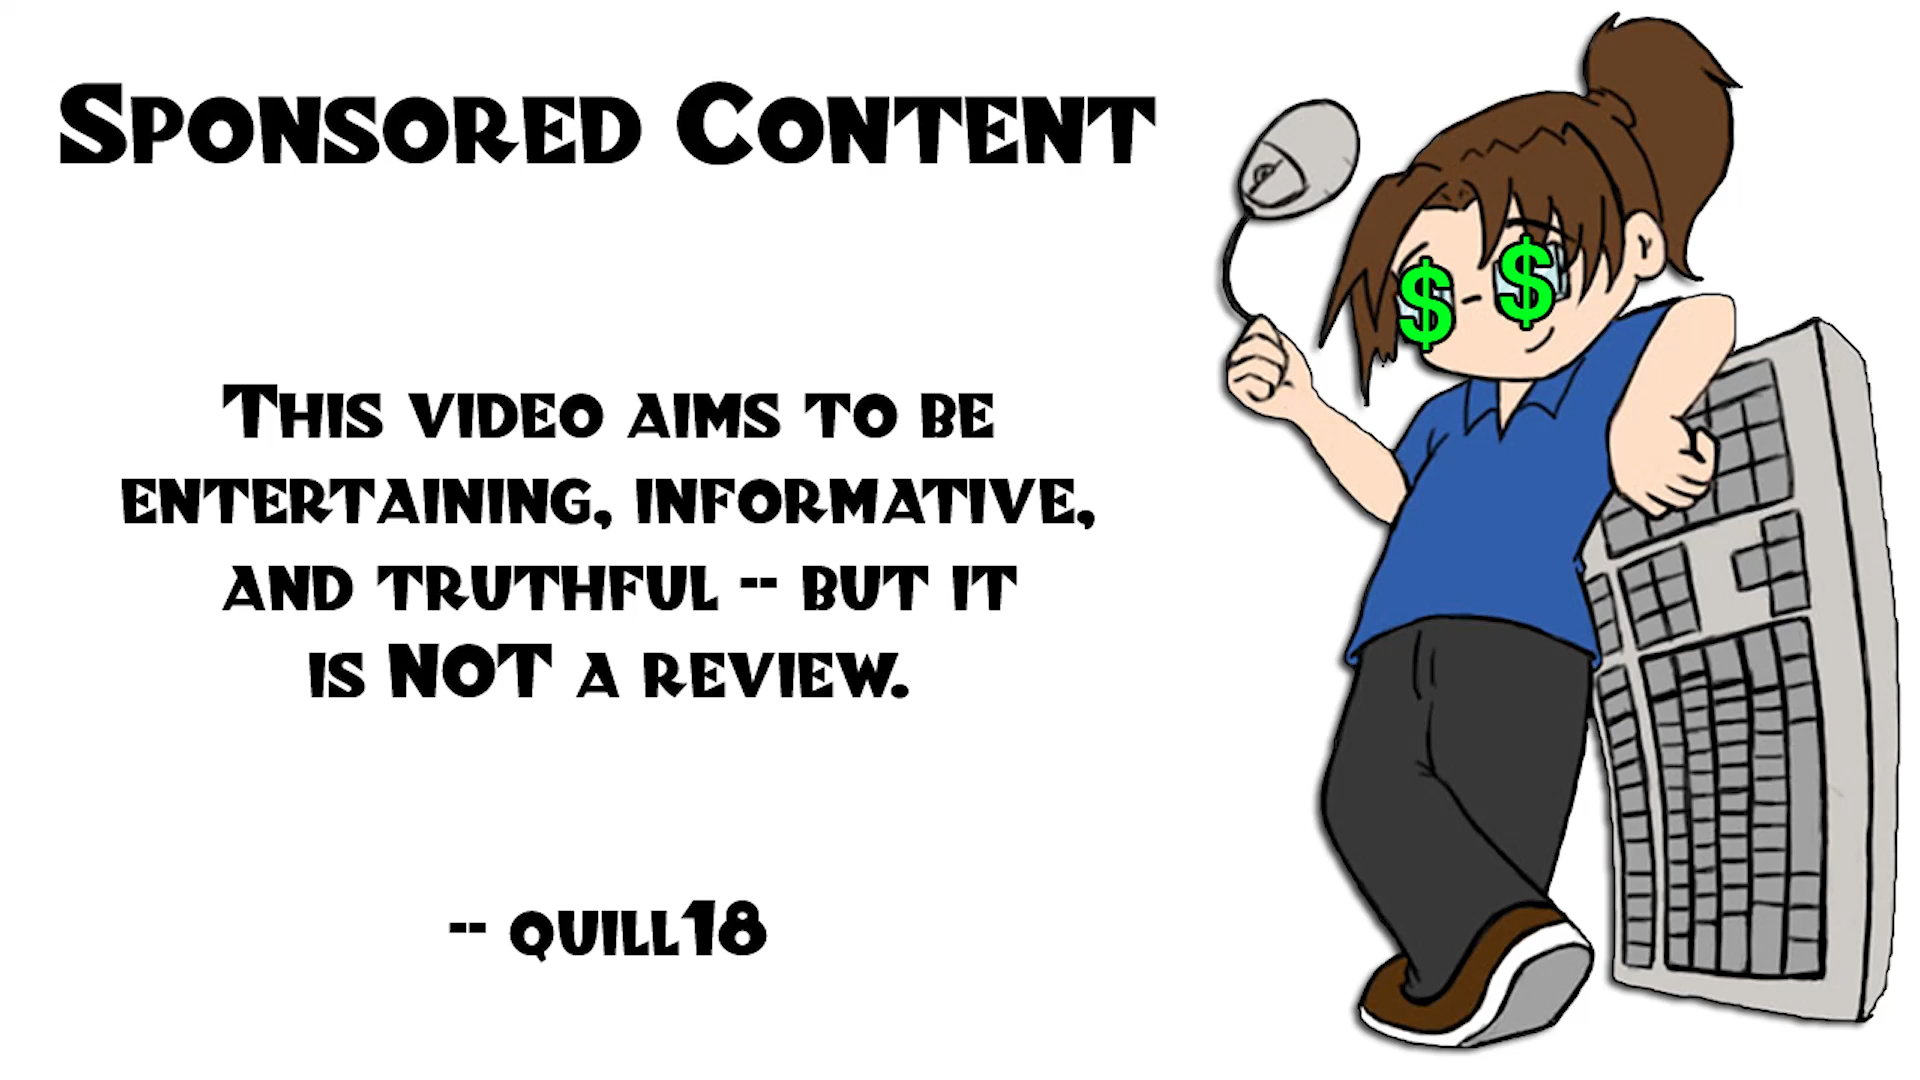 Sponsored Content
This video aims to be
entertaining, informative,
and truthful -- but it
is NOT a review.
-- quill18
$ $